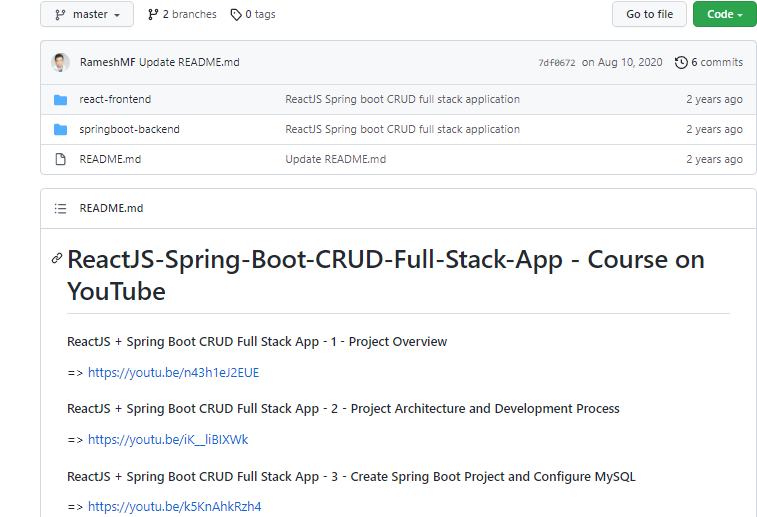 master 2 branches 0 tags Go to file Code
RameshMF Update README.md 7df0672 on Aug 10, 2020 6 commits
react-frontend ReactJS Spring boot CRUD full stack application 2 years ago
springboot-backend ReactJS Spring boot CRUD full stack application 2 years ago
README.md Update README.md 2 years ago
README.md
ReactJS-Spring-Boot-CRUD-Full-Stack-App - Course on
YouTube
ReactJS + Spring Boot CRUD Full Stack App - 1 - Project Overview
=> https://youtu.be/n43h1eJ2EUE
ReactJS + Spring Boot CRUD Full Stack App - 2 - Project Architecture and Development Process
=> https://youtu.be/iK__liBIXWk
ReactJS + Spring Boot CRUD Full Stack App - 3 - Create Spring Boot Project and Configure MySQL
=> https://youtu.be/k5KnAhkRzh4